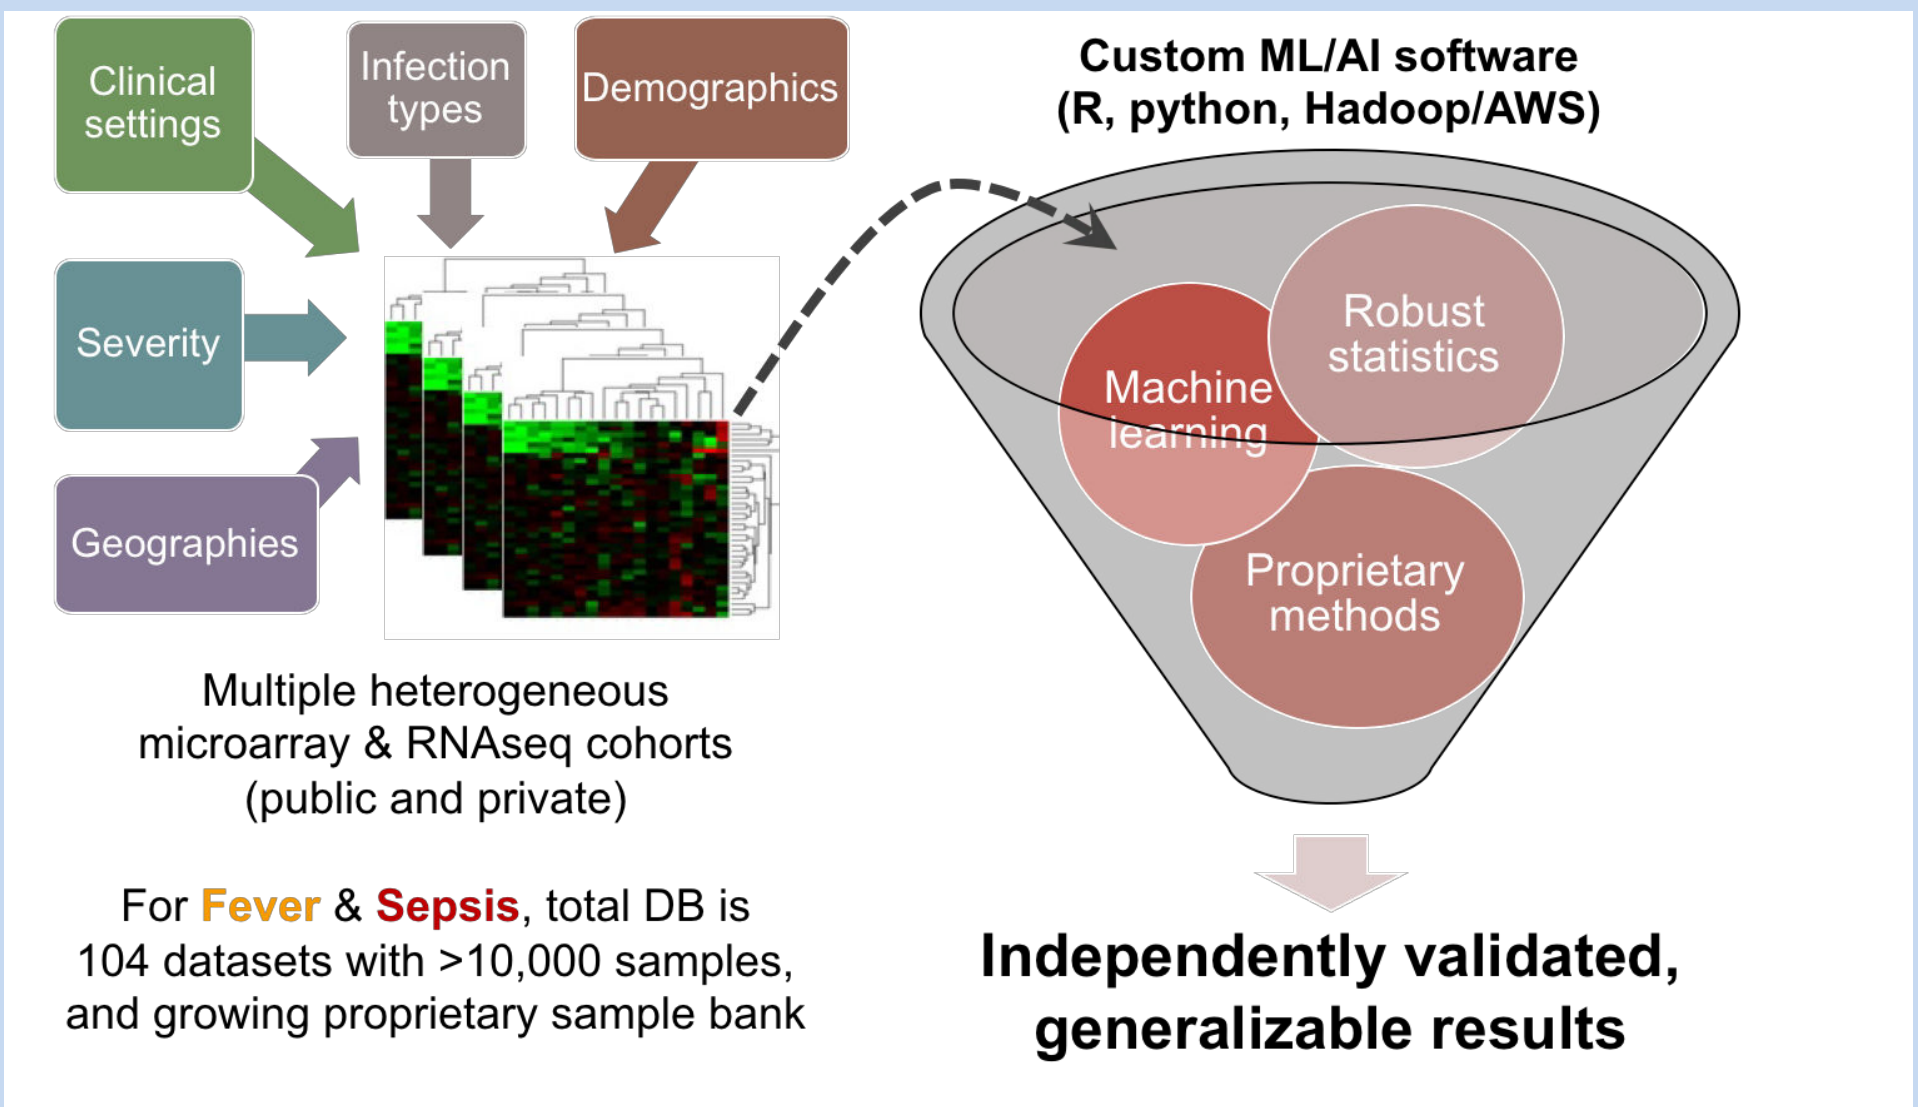 Clinical
settings
Infection
types
Demographics
Severity
Geographies
Multiple heterogeneous
microarray & RNAseq cohorts
(public and private)
For Fever & Sepsis, total DB is
104 datasets with >10,000 samples,
and growing proprietary sample bank
Custom ML/AI software
(R, python, Hadoop/AWS)
Robust
statistics
Machine
learning
Proprietary
methods
Independently validated,
generalizable results